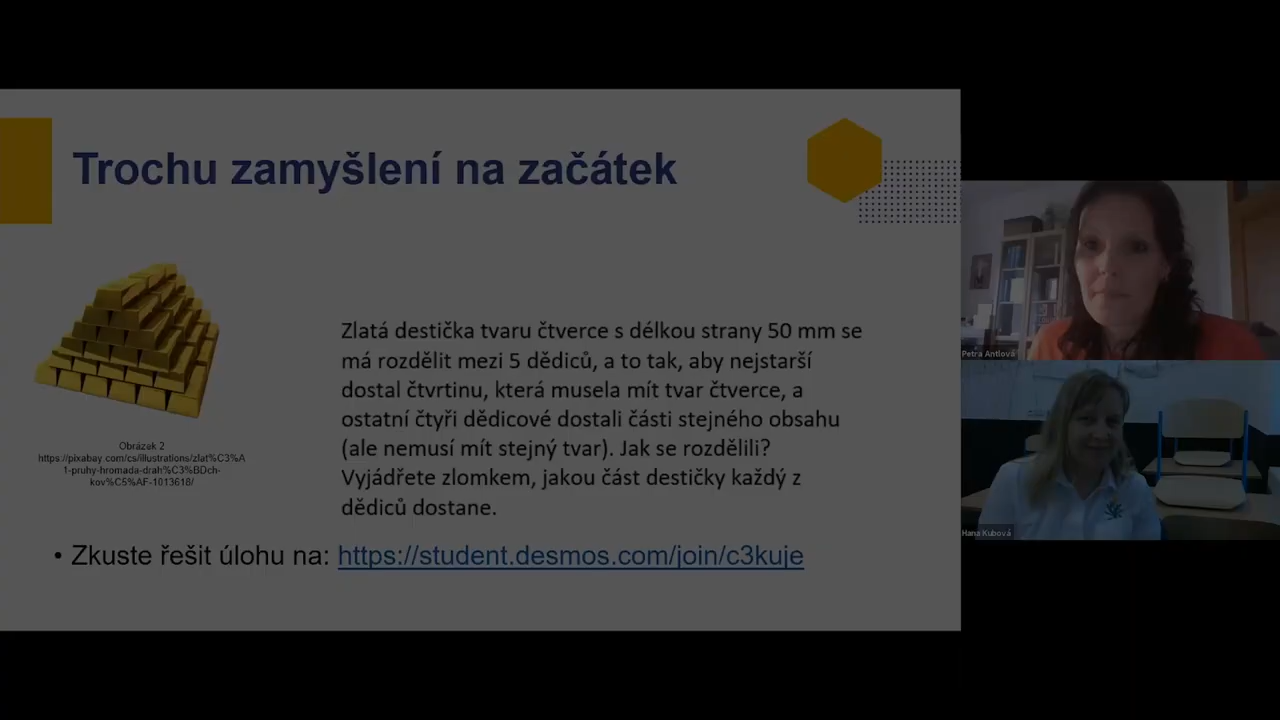 Trochu zamyšlení na začátek
Zlatá destička tvaru čtverce s délkou strany 50 mm se
má rozdělit mezi 5 dědiců, a to tak, aby nejstarší
dostal čtvrtinu, která musela mít tvar čtverce, a
ostatní čtyři dědicové dostali části stejného obsahu
(ale nemusí mít stejný tvar). Jak se rozdělili?
Vyjádřete zlomkem, jakou část destičky každý z
dědiců dostane.
Obrázek 2
https://pixabay.com/cs/illustrations/zlat%C3%A
1-pruhy-hromada-drah%C3%BDch-
kov%C5%AF-1013618/
• Zkuste řešit úlohu na: https://student.desmos.com/join/c3kuje
Petra Antlová
Hana Kubová